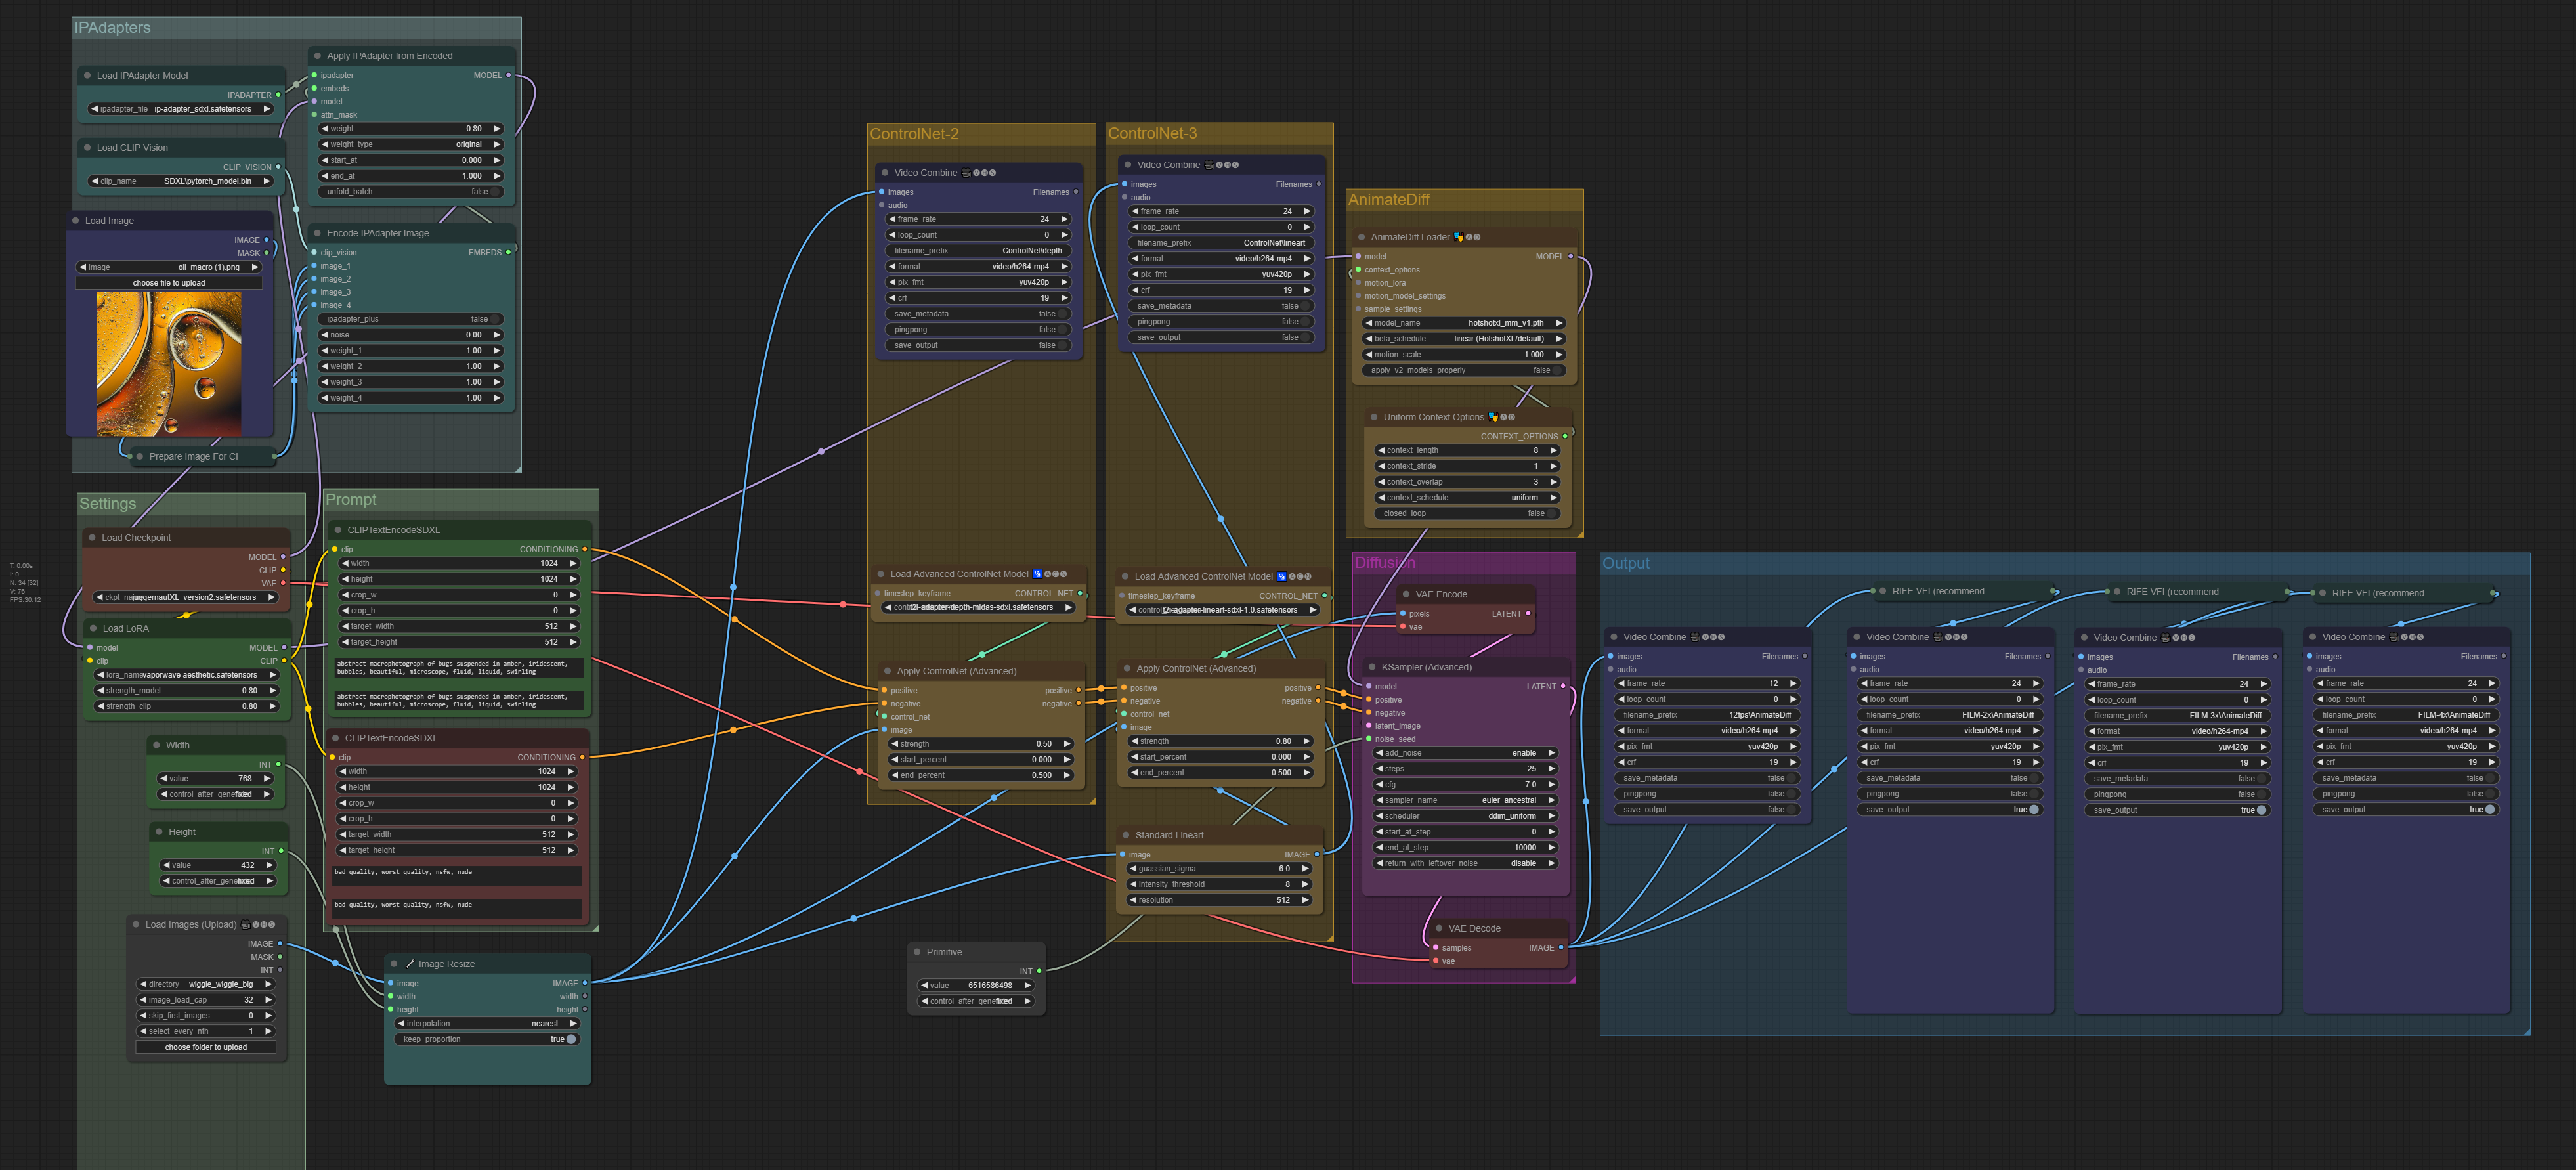 IPAdapters
Load IPAdapter Model
IPADAPTER
ipadapter_file ip-adapter_sdxl.safetensors
Load CLIP Vision
CLIP_VISION
clip_name SDXL\pytorch_model.bin
Load Image
IMAGE
MASK
image oil_macro (1).png
choose file to upload
Prepare Image For Cl
Apply IPAdapter from Encoded
ipadapter MODEL
embeds
model
attn_mask
weight 0.80
weight_type original
start_at 0.000
end_at 1.000
unfold_batch false
Encode IPAdapter Image
clip_vision EMBEDS
image_1
image_2
image_3
image_4
ipadapter_plus false
noise 0.00
weight_1 1.00
weight_2 1.00
weight_3 1.00
weight_4 1.00
T: 0.00s
I: 0
N: 34 [32]
V: 76
FPS:30.12
Settings
Load Checkpoint
MODEL
CLIP
VAE
juggernautXL_version2.safetensors
Load LoRA
model MODEL
clip CLIP
lora_name vaporwave aesthetic.safetensors
strength_model 0.80
strength_clip 0.80
Width
INT
value 768
control_after_generated fixed
Height
INT
value 432
control_after_generated fixed
Load Images (Upload)
IMAGE
MASK
INT
directory wiggle_wiggle_big
image_load_cap 32
skip_first_images 0
select_every_nth 1
choose folder to upload
Prompt
CLIPTextEncodeSDXL
clip CONDITIONING
width 1024
height 1024
crop_w 0
crop_h 0
target_width 512
target_height 512
abstract macrophotograph of bugs suspended in amber, iridescent,
bubbles, beautiful, microscope, fluid, liquid, swirling
abstract macrophotograph of bugs suspended in amber, iridescent,
bubbles, beautiful, microscope, fluid, liquid, swirling
CLIPTextEncodeSDXL
clip CONDITIONING
width 1024
height 1024
crop_w 0
crop_h 0
target_width 512
target_height 512
bad quality, worst quality, nsfw, nude
bad quality, worst quality, nsfw, nude
Image Resize
image IMAGE
width width
height height
interpolation nearest
keep_proportion true
ControlNet-2
Video Combine
images Filenames
audio
frame_rate 24
loop_count 0
filename_prefix ControlNet\depth
format video/h264-mp4
pix_fmt yuv420p
crf 19
save_metadata false
pingpong false
save_output false
Load Advanced ControlNet Model
timestep_keyframe CONTROL_NET
t2i-adapter-depth-midas-sdxl.safetensors
Apply ControlNet (Advanced)
positive positive
negative negative
control_net
image
strength 0.50
start_percent 0.000
end_percent 0.500
Primitive
INT
value 6516586498
control_after_generated fixed
ControlNet-3
Video Combine
images Filenames
audio
frame_rate 24
loop_count 0
filename_prefix ControlNet\lineart
format video/h264-mp4
pix_fmt yuv420p
crf 19
save_metadata false
pingpong false
save_output false
Load Advanced ControlNet Model
timestep_keyframe CONTROL_NET
t2i-adapter-lineart-sdxl-1.0.safetensors
Apply ControlNet (Advanced)
positive positive
negative negative
control_net
image
strength 0.80
start_percent 0.000
end_percent 0.500
Standard Lineart
image IMAGE
guassian_sigma 6.0
intensity_threshold 8
resolution 512
AnimateDiff
AnimateDiff Loader
model MODEL
context_options
motion_lora
motion_model_settings
sample_settings
model_name hotshotxl_mm_v1.pth
beta_schedule linear (HotshotXL/default)
motion_scale 1.000
apply_v2_models_properly false
Uniform Context Options
CONTEXT_OPTIONS
context_length 8
context_stride 1
context_overlap 3
context_schedule uniform
closed_loop false
Diffusion
VAE Encode
pixels LATENT
vae
KSampler (Advanced)
model LATENT
positive
negative
latent_image
noise_seed
add_noise enable
steps 25
cfg 7.0
sampler_name euler_ancestral
scheduler ddim_uniform
start_at_step 0
end_at_step 10000
return_with_leftover_noise disable
VAE Decode
samples IMAGE
vae
Output
RIFE VFI (recommend
RIFE VFI (recommend
RIFE VFI (recommend
Video Combine
images Filenames
audio
frame_rate 12
loop_count 0
filename_prefix 12fps\AnimateDiff
format video/h264-mp4
pix_fmt yuv420p
crf 19
save_metadata false
pingpong false
save_output false
Video Combine
images Filenames
audio
frame_rate 24
loop_count 0
filename_prefix FILM-2x\AnimateDiff
format video/h264-mp4
pix_fmt yuv420p
crf 19
save_metadata false
pingpong false
save_output true
Video Combine
images Filenames
audio
frame_rate 24
loop_count 0
filename_prefix FILM-3x\AnimateDiff
format video/h264-mp4
pix_fmt yuv420p
crf 19
save_metadata false
pingpong false
save_output true
Video Combine
images Filenames
audio
frame_rate 24
loop_count 0
filename_prefix FILM-4x\AnimateDiff
format video/h264-mp4
pix_fmt yuv420p
crf 19
save_metadata false
pingpong false
save_output true